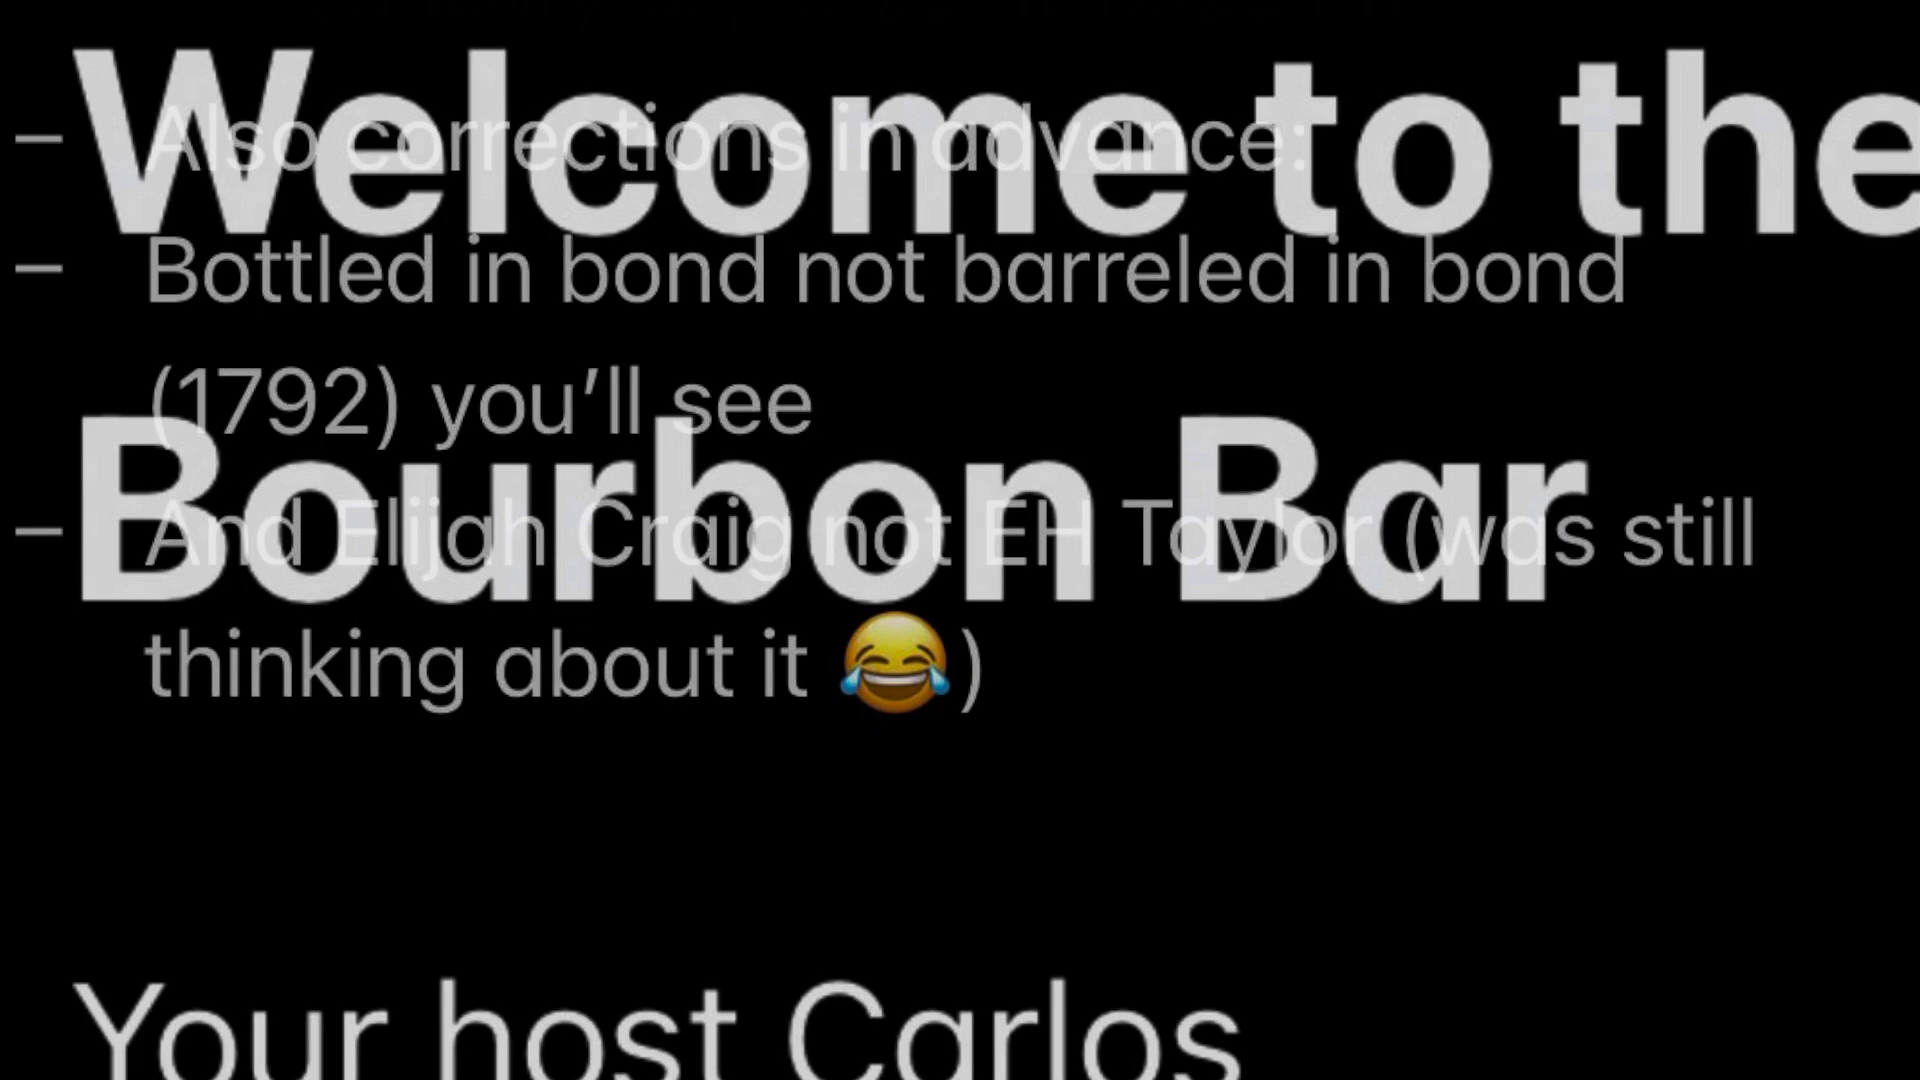 Welcome to the
Bourbon Bar
Your host Carlos
– Also corrections in advance:
– Bottled in bond not barreled in bond
(1792) you’ll see
– And Elijah Craig not EH Taylor (was still
thinking about it 😂)